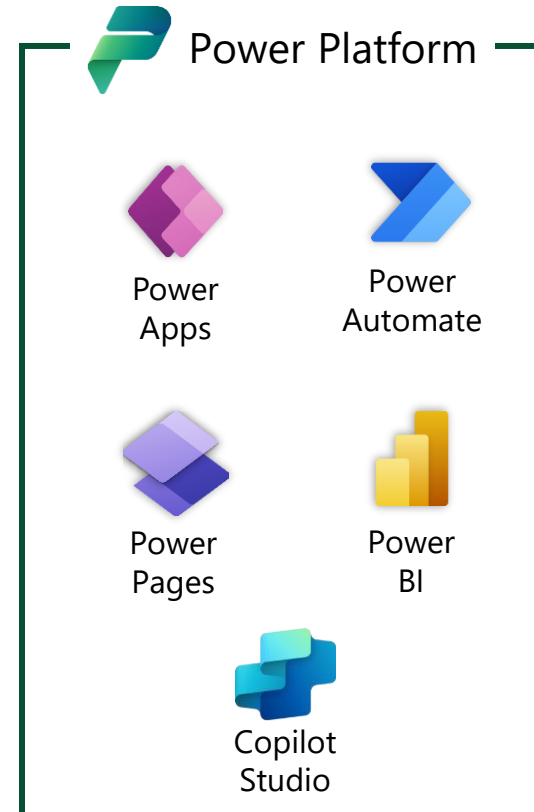 Power Platform
Power
Apps
Power
Automate
Power
Pages
Power
BI
Copilot
Studio